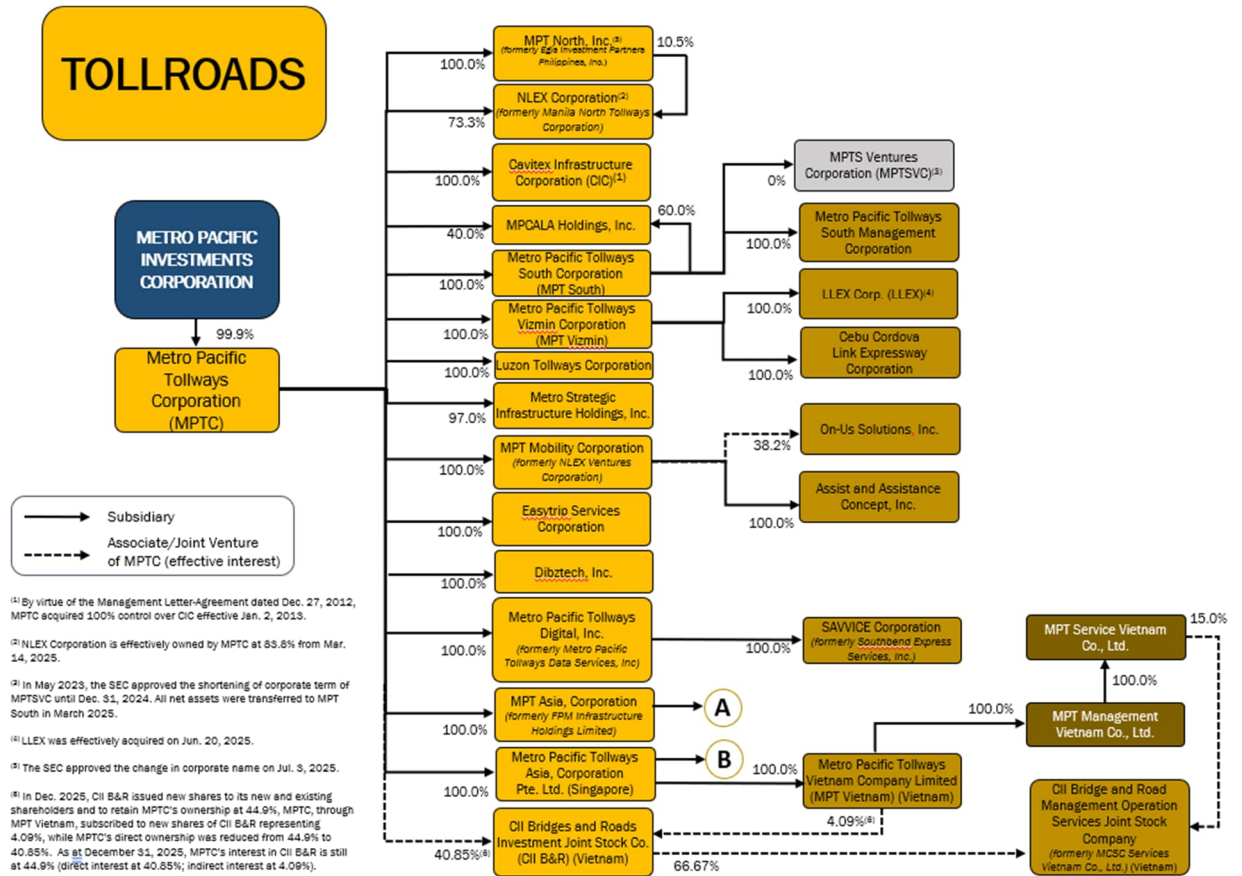 TOLLROADS
METRO PACIFIC
INVESTMENTS
CORPORATION
99.9%
Metro Pacific
Tollways
Corporation
(MPTC)
Subsidiary
Associate/Joint Venture
of MPTC (effective interest)
(1) By virtue of the Management Letter-Agreement dated Dec. 27, 2012,
MPTC acquired 100% control over CIC effective Jan. 2, 2013.
(2) NLEX Corporation is effectively owned by MPTC at 83.8% from Mar.
14, 2025.
(3) In May 2023, the SEC approved the shortening of corporate term of
MPTSVC until Dec. 31, 2024. All net assets were transferred to MPT
South in March 2025.
(4) LLEX was effectively acquired on Jun. 20, 2025.
(5) The SEC approved the change in corporate name on Jul. 3, 2025.
(6) In Dec. 2025, CII B&R issued new shares to its new and existing
shareholders and to retain MPTC's ownership at 44.9%, MPTC, through
MPT Vietnam, subscribed to new shares of CII B&R representing
4.09%, while MPTC's direct ownership was reduced from 44.9% to
40.85%. As at December 31, 2025, MPTC's interest in CII B&R is still
at 44.9% (direct interest at 40.85%; indirect interest at 4.09%).
100.0%
MPT North, Inc.(5)
(formerly Egis Investment Partners
Philippines, Inc.)
10.5%
73.3%
NLEX Corporation(2)
(formerly Manila North Tollways
Corporation)
100.0%
Cavitex Infrastructure
Corporation (CIC)(1)
40.0%
MPCALA Holdings, Inc.
60.0%
100.0%
Metro Pacific Tollways
South Corporation
(MPT South)
0%
MPTS Ventures
Corporation (MPTSVC)(3)
100.0%
Metro Pacific Tollways
South Management
Corporation
100.0%
Metro Pacific Tollways
Vizmin Corporation
(MPT Vizmin)
100.0%
LLEX Corp. (LLEX)(4)
100.0%
Cebu Cordova
Link Expressway
Corporation
100.0%
Luzon Tollways Corporation
97.0%
Metro Strategic
Infrastructure Holdings, Inc.
100.0%
MPT Mobility Corporation
(formerly NLEX Ventures
Corporation)
38.2%
On-Us Solutions, Inc.
100.0%
Assist and Assistance
Concept, Inc.
100.0%
Easytrip Services
Corporation
100.0%
Dibztech, Inc.
100.0%
Metro Pacific Tollways
Digital, Inc.
(formerly Metro Pacific
Tollways Data Services, Inc)
100.0%
SAVVICE Corporation
(formerly Southbend Express
Services, Inc.)
100.0%
MPT Asia, Corporation
(formerly FPM Infrastructure
Holdings Limited)
A
100.0%
Metro Pacific Tollways
Asia, Corporation
Pte. Ltd. (Singapore)
B
100.0%
Metro Pacific Tollways
Vietnam Company Limited
(MPT Vietnam) (Vietnam)
100.0%
MPT Management
Vietnam Co., Ltd.
100.0%
MPT Service Vietnam
Co., Ltd.
15.0%
4.09%(6)
40.85%(6)
CII Bridges and Roads
Investment Joint Stock Co.
(CII B&R) (Vietnam)
66.67%
CII Bridge and Road
Management Operation
Services Joint Stock
Company
(formerly MCSC Services
Vietnam Co., Ltd.) (Vietnam)